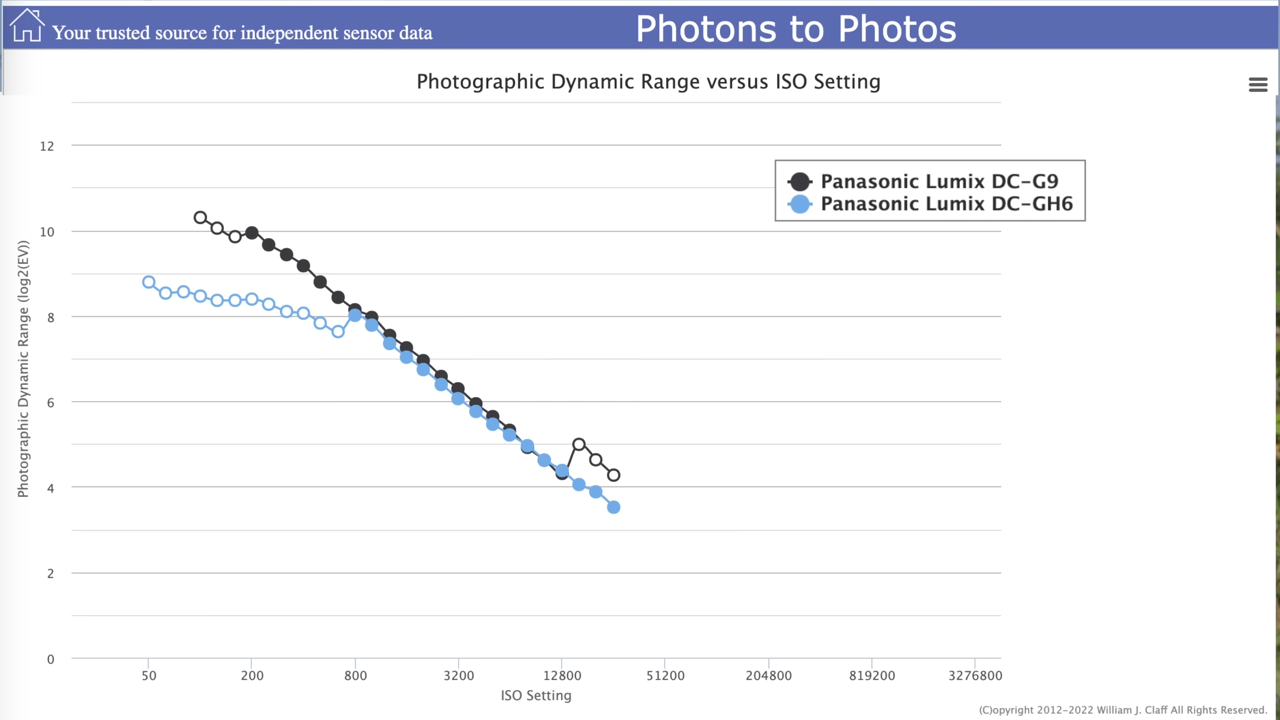 Your trusted source for independent sensor data
Photons to Photos
Photographic Dynamic Range versus ISO Setting
Panasonic Lumix DC-G9
Panasonic Lumix DC-GH6
Photographic Dynamic Range (log2(EV))
12
10
8
6
4
2
0
50 200 800 3200 12800 51200 204800 819200 3276800
ISO Setting
(C)opyright 2012-2022 William J. Claff All Rights Reserved.